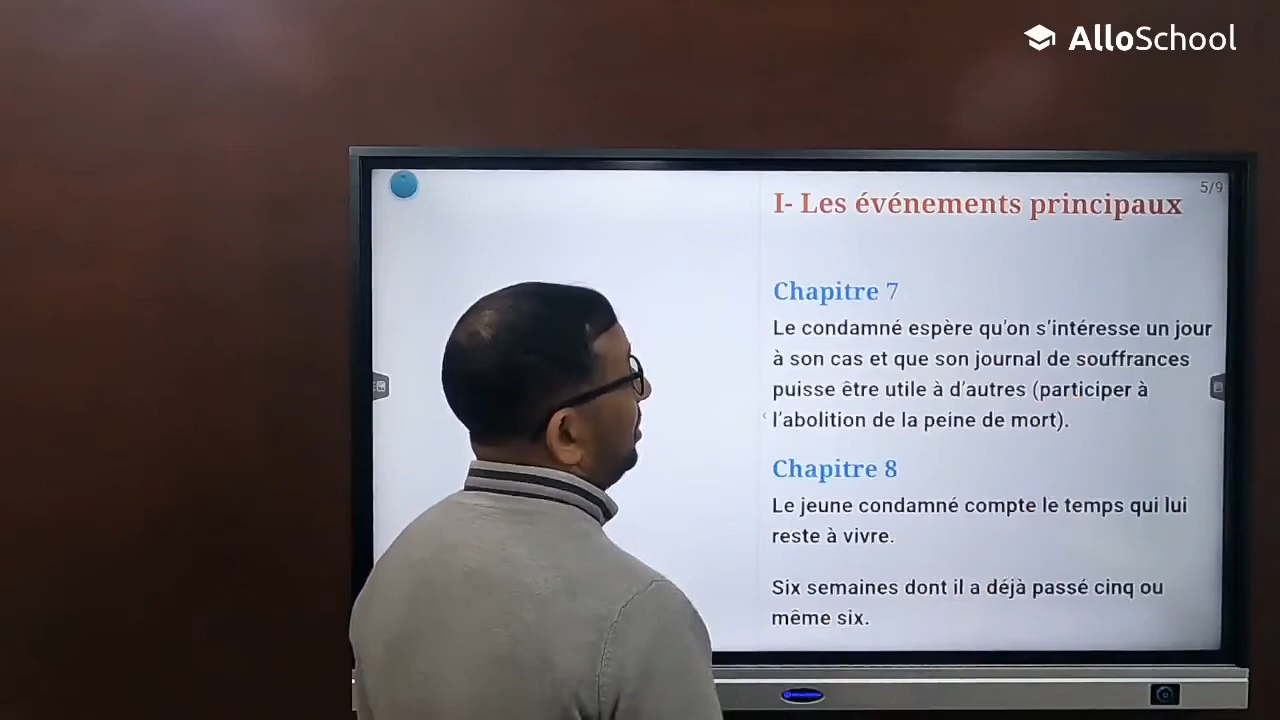 AlloSchool
5/9
I- Les événements principaux
Chapitre 7
Le condamné espère qu'on s'intéresse un jour
à son cas et que son journal de souffrances
puisse être utile à d'autres (participer à
l'abolition de la peine de mort).
Chapitre 8
Le jeune condamné compte le temps qui lui
reste à vivre.
Six semaines dont il a déjà passé cinq ou
même six.